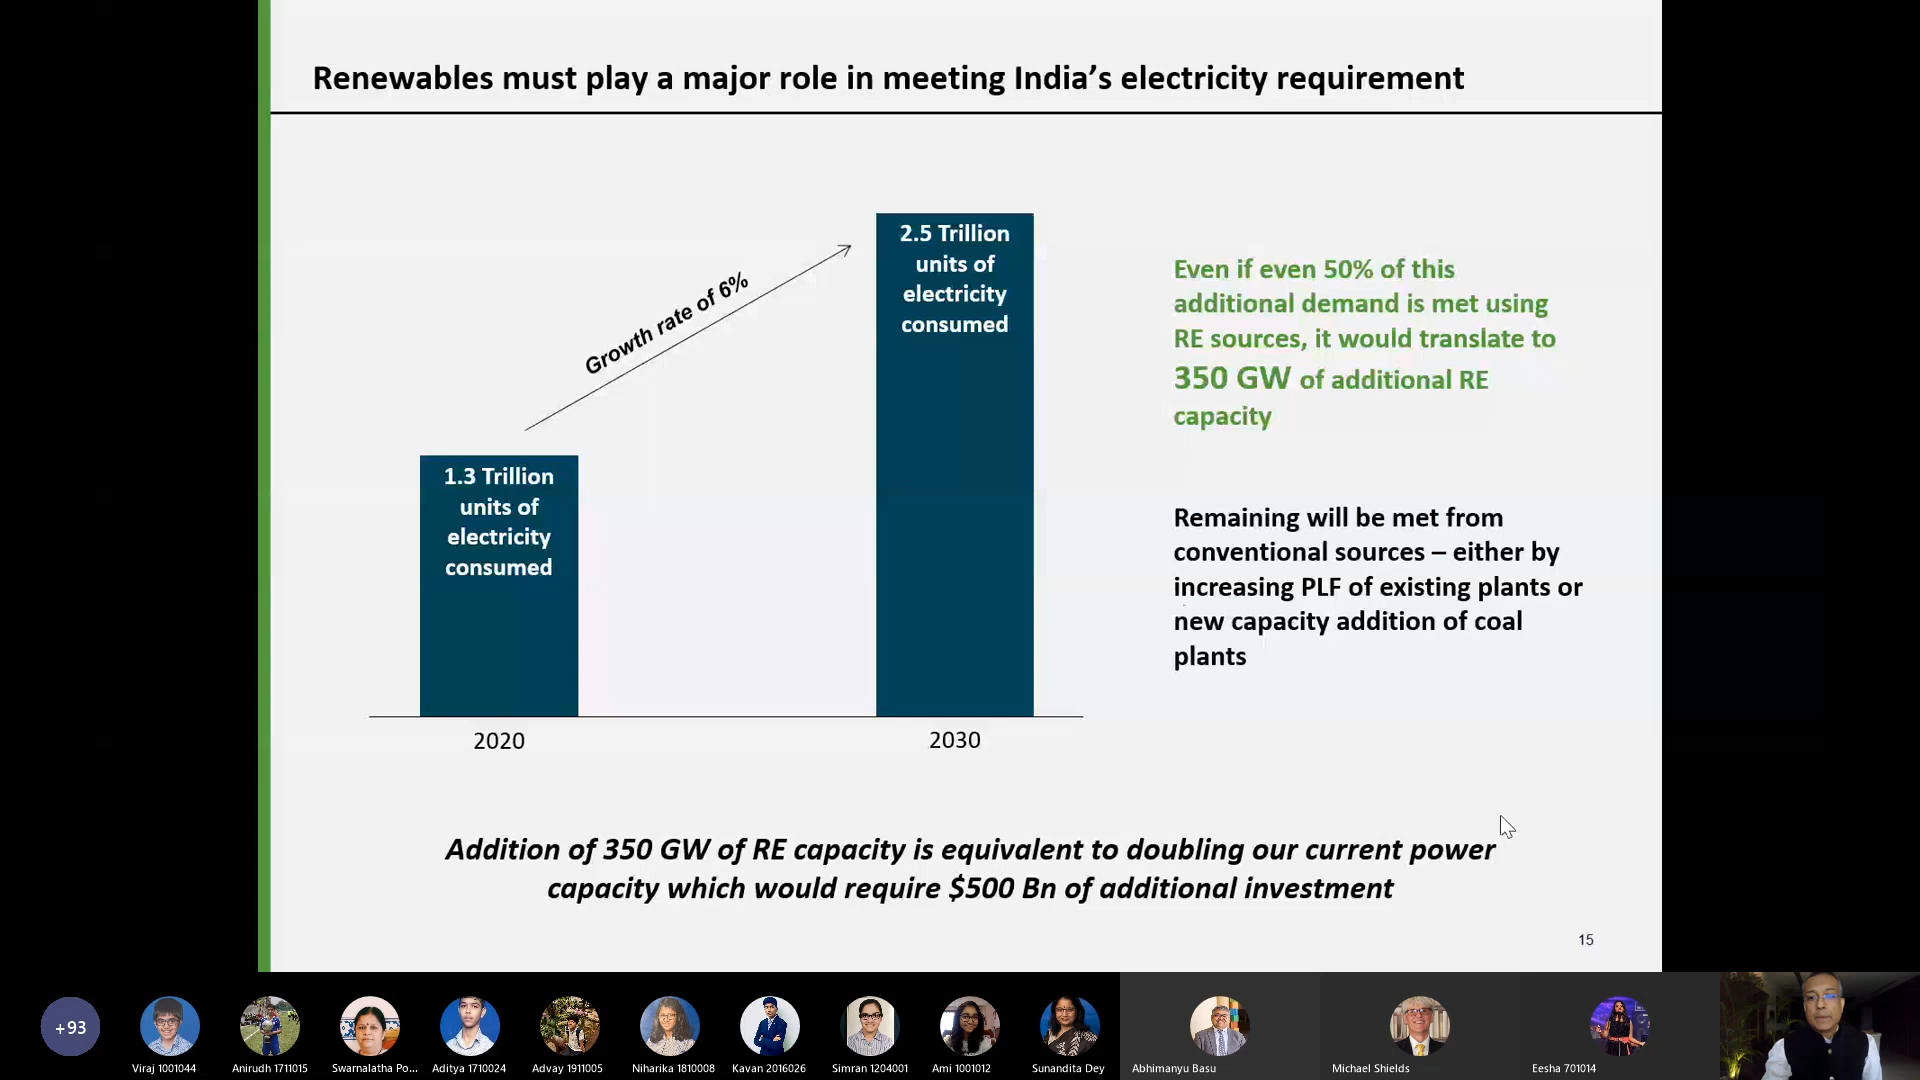 Renewables must play a major role in meeting India’s electricity requirement
Growth rate of 6%
1.3 Trillion
units of
electricity
consumed
2.5 Trillion
units of
electricity
consumed
2020
2030
Even if even 50% of this
additional demand is met using
RE sources, it would translate to
350 GW of additional RE
capacity
Remaining will be met from
conventional sources – either by
increasing PLF of existing plants or
new capacity addition of coal
plants
Addition of 350 GW of RE capacity is equivalent to doubling our current power
capacity which would require $500 Bn of additional investment
15
+93
Viraj 1001044
Anirudh 1711015
Swarnalatha Po...
Aditya 1710024
Advay 1911005
Niharika 1810008
Kavan 2016026
Simran 1204001
Ami 1001012
Sunandita Dey
Abhimanyu Basu
Michael Shields
Eesha 701014